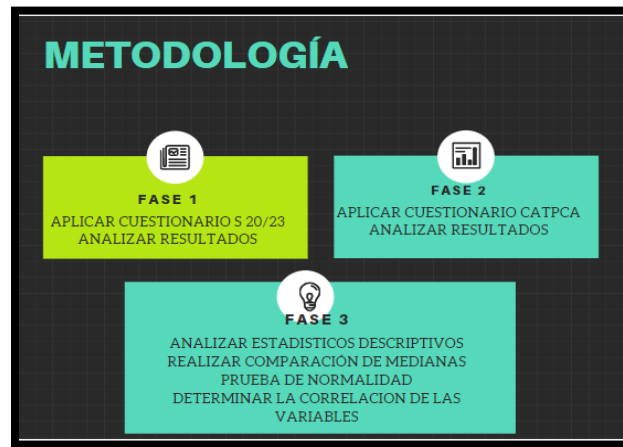 METODOLOGÍA
FASE 1
APLICAR CUESTIONARIO S 20/23
ANALIZAR RESULTADOS
FASE 2
APLICAR CUESTIONARIO CATPCA
ANALIZAR RESULTADOS
FASE 3
ANALIZAR ESTADISTICOS DESCRIPTIVOS
REALIZAR COMPARACIÓN DE MEDIANAS
PRUEBA DE NORMALIDAD
DETERMINAR LA CORRELACION DE LAS
VARIABLES